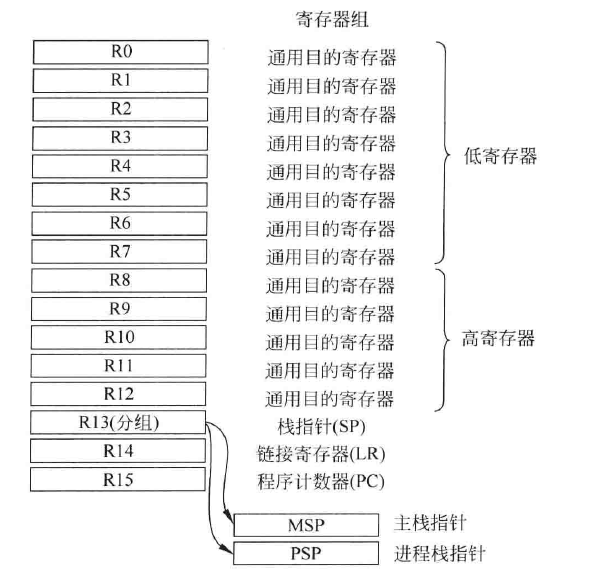 寄存器组
R0 通用目的寄存器
R1 通用目的寄存器
R2 通用目的寄存器
R3 通用目的寄存器
低寄存器
R4 通用目的寄存器
R5 通用目的寄存器
R6 通用目的寄存器
R7 通用目的寄存器
R8 通用目的寄存器
R9 通用目的寄存器
R10 通用目的寄存器
高寄存器
R11 通用目的寄存器
R12 通用目的寄存器
R13(分组) 栈指针(SP)
R14 链接寄存器(LR)
R15 程序计数器(PC)
MSP 主栈指针
PSP 进程栈指针